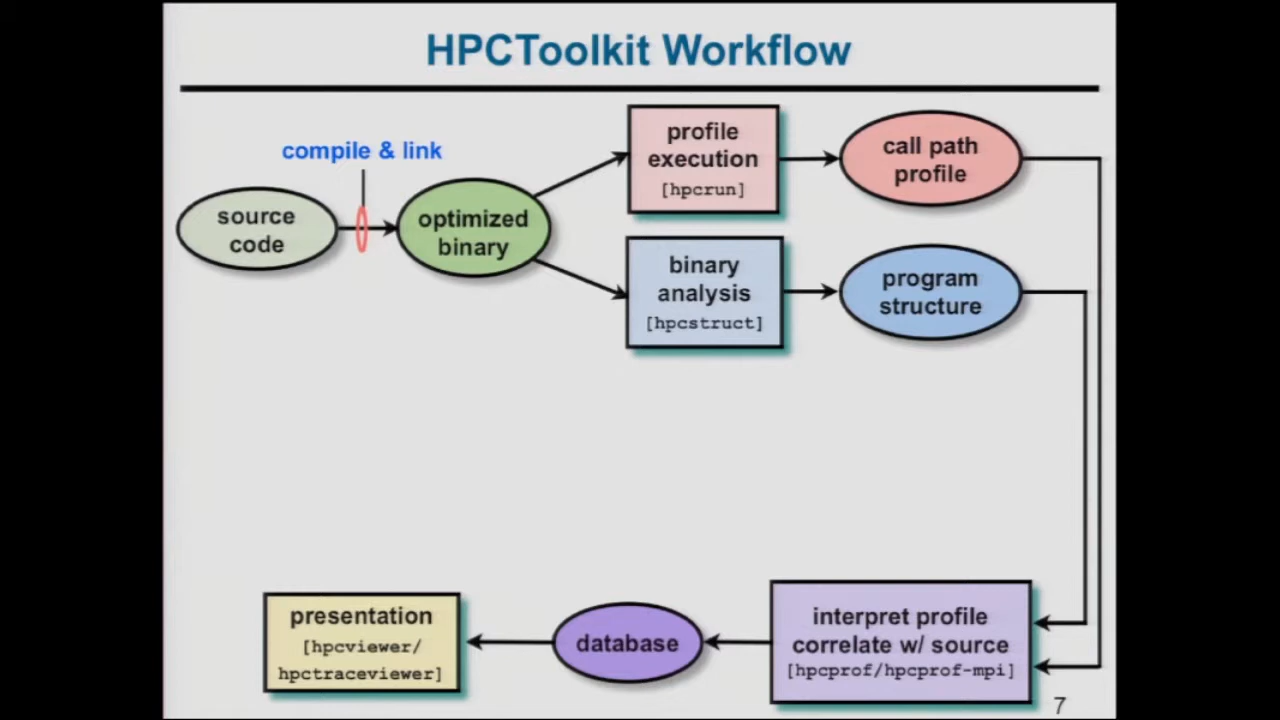 HPCToolkit Workflow
compile & link
source
code
optimized
binary
profile
execution
[hpcrun]
call path
profile
binary
analysis
[hpcstruct]
program
structure
presentation
[hpcviewer/
hpctraceviewer]
database
interpret profile
correlate w/ source
[hpcprof/hpcprof-mpi]
7